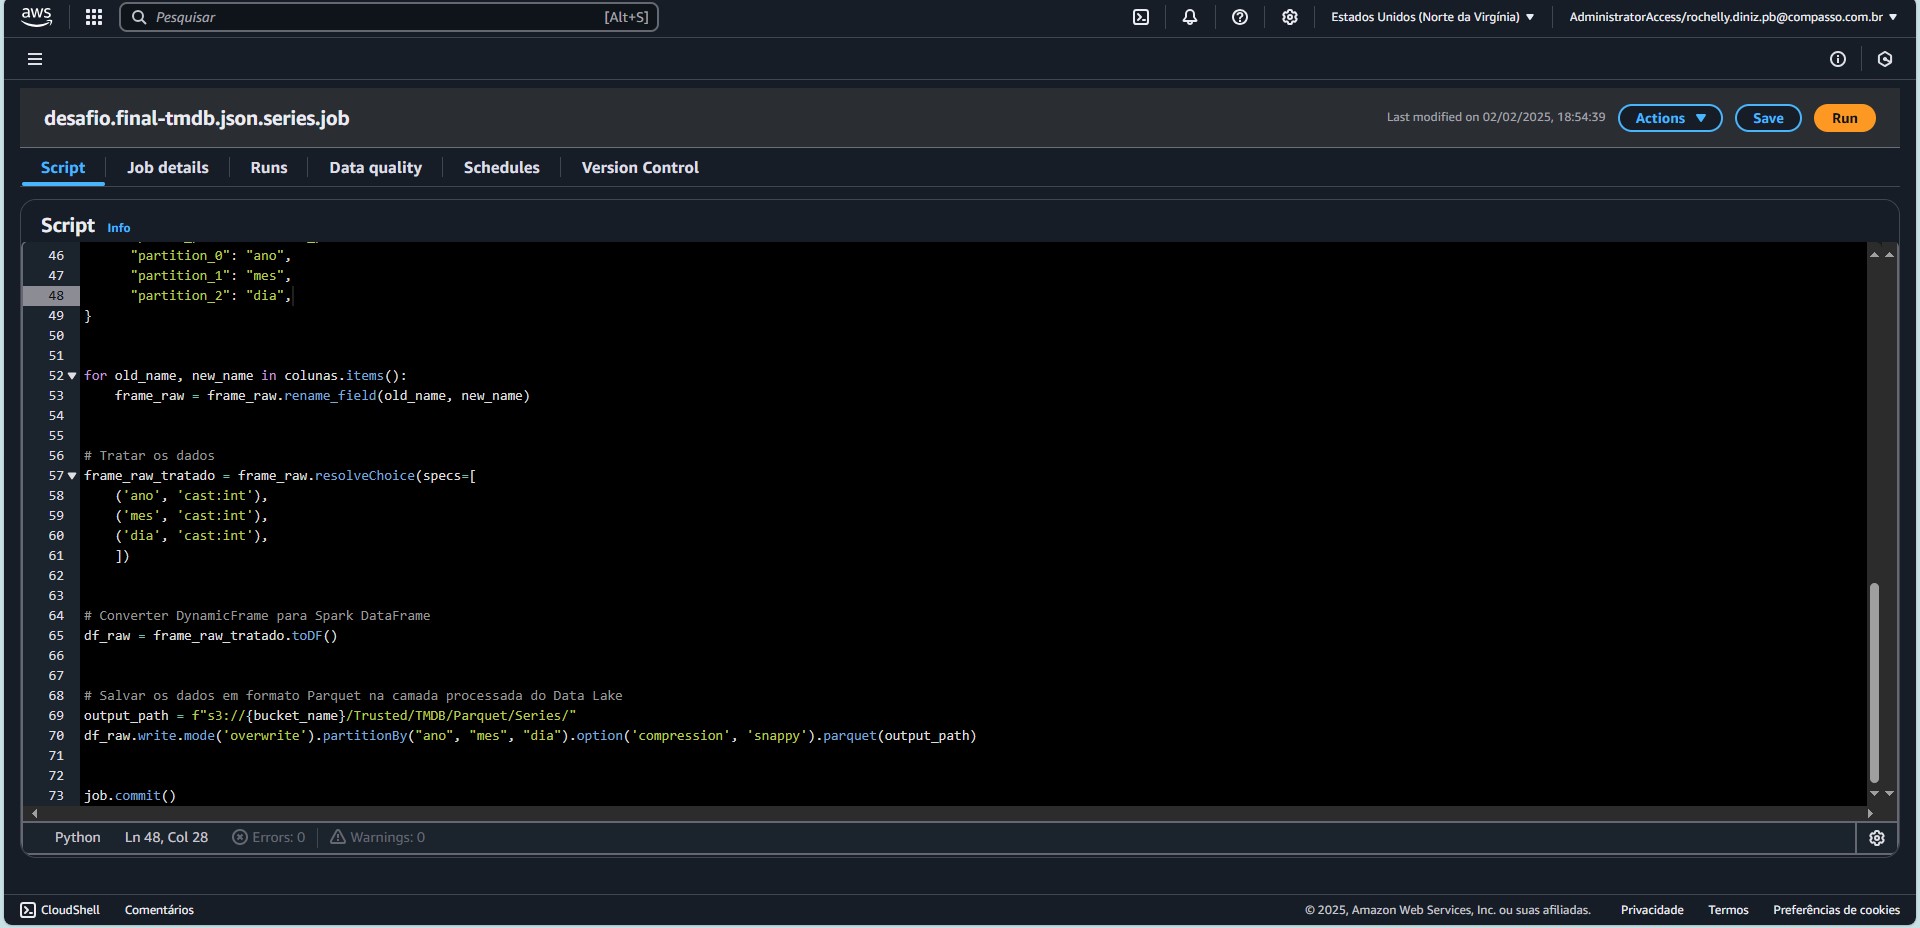 aws
Pesquisar
[Alt+S]
Estados Unidos (Norte da Virgínia)
AdministratorAccess/rochelly.diniz.pb@compasso.com.br
desafio.final-tmdb.json.series.job
Last modified on 02/02/2025, 18:54:39
Actions
Save
Run
Script
Job details
Runs
Data quality
Schedules
Version Control
Script Info
46 "partition_0": "ano",
47 "partition_1": "mes",
48 "partition_2": "dia",
49 }
50
51
52 for old_name, new_name in colunas.items():
53 frame_raw = frame_raw.rename_field(old_name, new_name)
54
55
56 # Tratar os dados
57 frame_raw_tratado = frame_raw.resolveChoice(specs=[
58 ('ano', 'cast:int'),
59 ('mes', 'cast:int'),
60 ('dia', 'cast:int'),
61 ])
62
63
64 # Converter DynamicFrame para Spark DataFrame
65 df_raw = frame_raw_tratado.toDF()
66
67
68 # Salvar os dados em formato Parquet na camada processada do Data Lake
69 output_path = f"s3://{bucket_name}/Trusted/TMDB/Parquet/Series/"
70 df_raw.write.mode('overwrite').partitionBy("ano", "mes", "dia").option('compression', 'snappy').parquet(output_path)
71
72
73 job.commit()
Python
Ln 48, Col 28
Errors: 0
Warnings: 0
CloudShell
Comentários
© 2025, Amazon Web Services, Inc. ou suas afiliadas.
Privacidade
Termos
Preferências de cookies